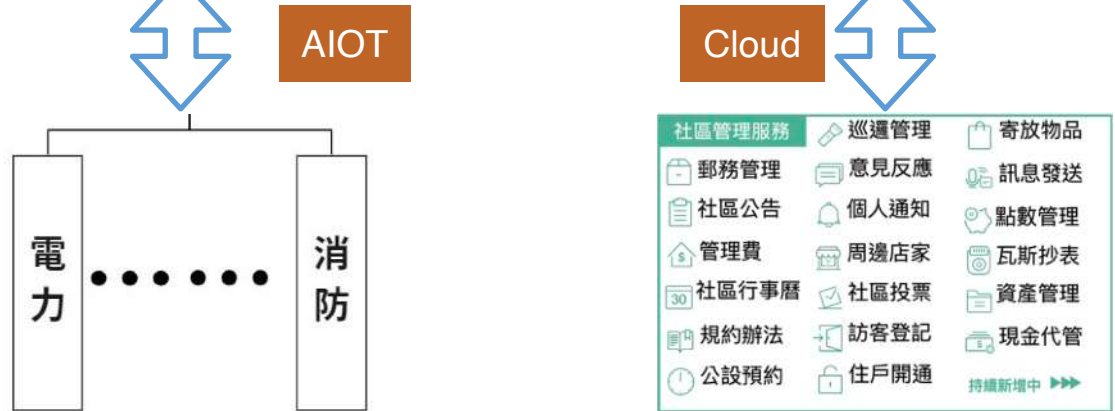 AIOT
Cloud
電力
消防
社區管理服務 巡邏管理 寄放物品
郵務管理 意見反應 訊息發送
社區公告 個人通知 點數管理
管理費 周邊店家 瓦斯抄表
30 社區行事曆 社區投票 資產管理
規約辦法 訪客登記 現金代管
公設預約 住戶開通 持續新增中